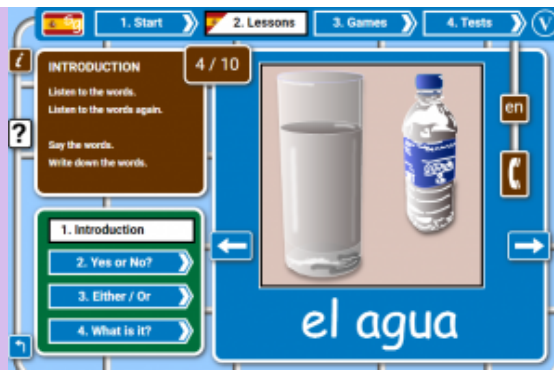 1. Start
2. Lessons
3. Games
4. Tests
V
i
INTRODUCTION
4 / 10
Listen to the words.
Listen to the words again.
Say the words.
Write down the words.
?
en
1. Introduction
2. Yes or No?
3. Either / Or
4. What is it?
el agua